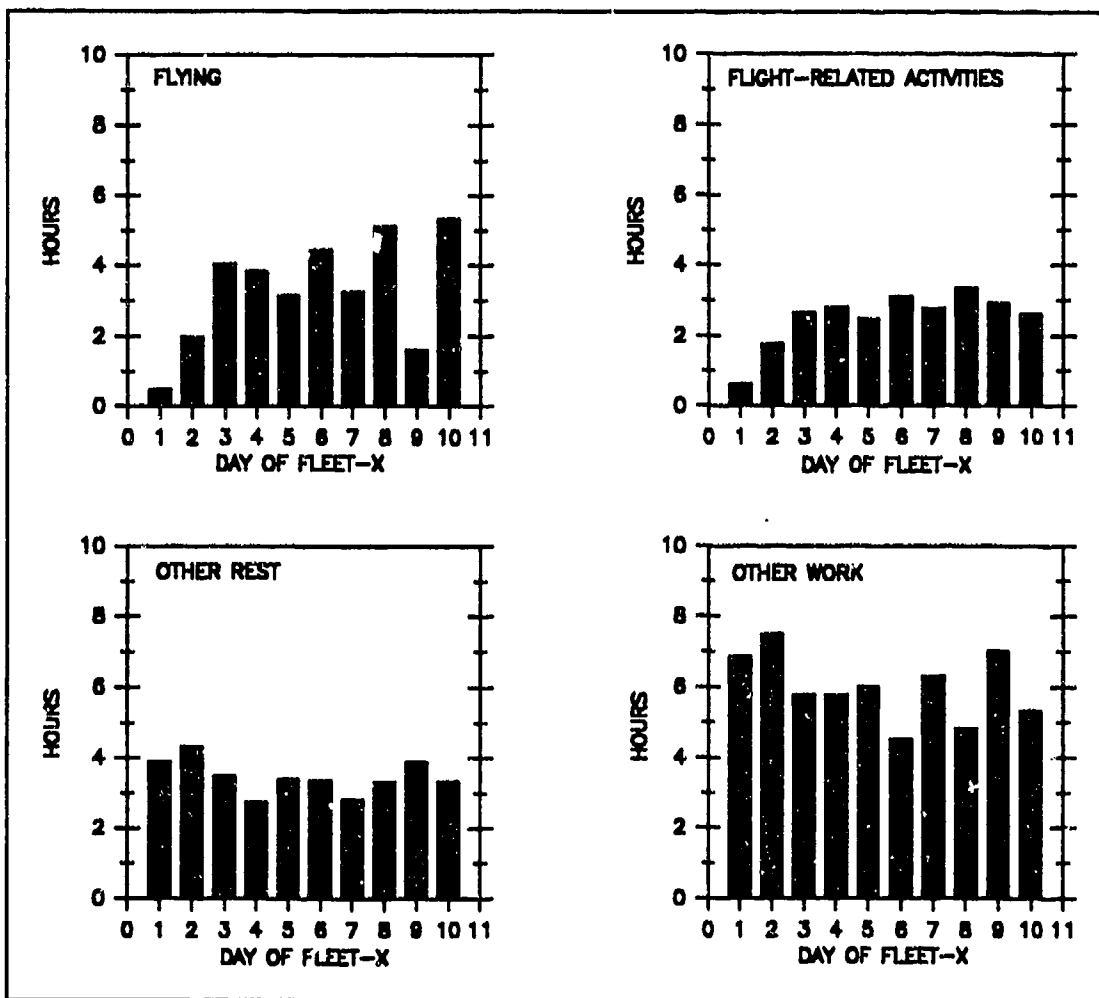 FLYING
10
8
6
4
2
0
HOURS
0 1 2 3 4 5 6 7 8 9 10 11
DAY OF FLEET-X
FLIGHT-RELATED ACTIVITIES
10
8
6
4
2
0
HOURS
0 1 2 3 4 5 6 7 8 9 10 11
DAY OF FLEET-X
OTHER REST
10
8
6
4
2
0
HOURS
0 1 2 3 4 5 6 7 8 9 10 11
DAY OF FLEET-X
OTHER WORK
10
8
6
4
2
0
HOURS
0 1 2 3 4 5 6 7 8 9 10 11
DAY OF FLEET-X